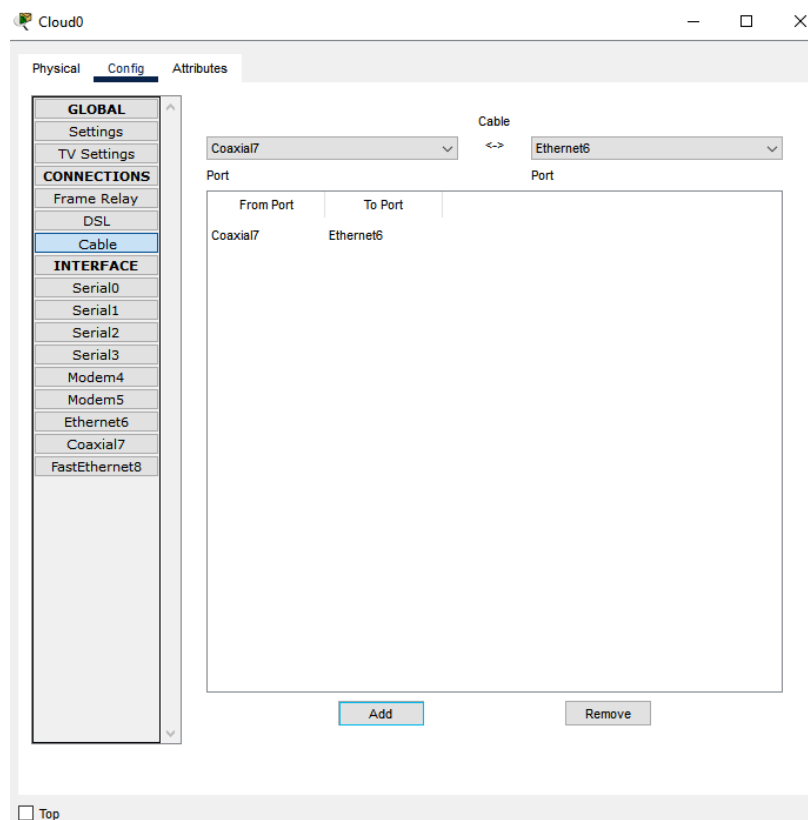 Cloud0
Physical Config Attributes
GLOBAL
Settings
TV Settings
CONNECTIONS
Frame Relay
DSL
Cable
INTERFACE
Serial0
Serial1
Serial2
Serial3
Modem4
Modem5
Ethernet6
Coaxial7
FastEthernet8
Cable
Coaxial7 <-> Ethernet6
Port Port
From Port To Port
Coaxial7 Ethernet6
Add Remove
Top